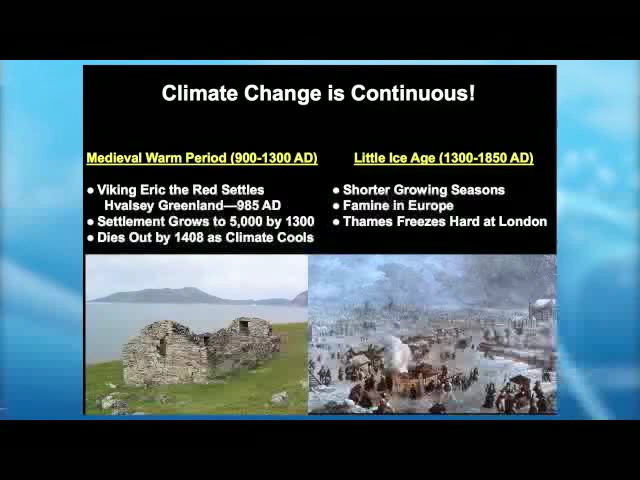 Climate Change is Continuous!
Medieval Warm Period (900-1300 AD)
● Viking Eric the Red Settles
Hvalsey Greenland—985 AD
● Settlement Grows to 5,000 by 1300
● Dies Out by 1408 as Climate Cools
Little Ice Age (1300-1850 AD)
● Shorter Growing Seasons
● Famine in Europe
● Thames Freezes Hard at London